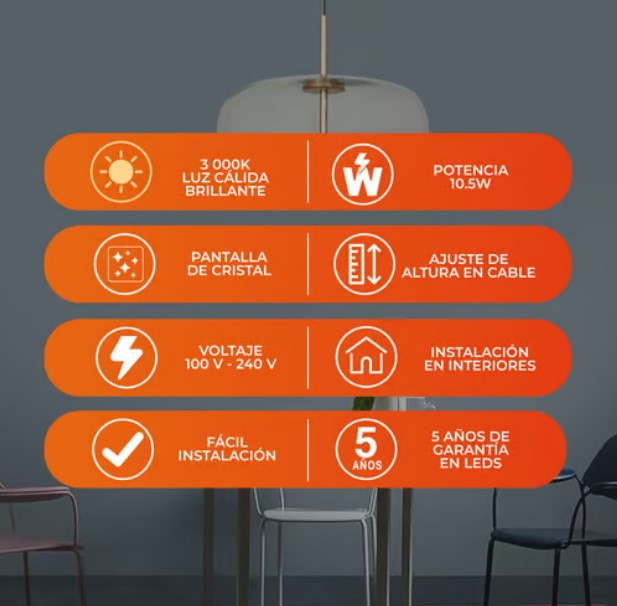 3 000K
LUZ CÁLIDA
BRILLANTE
W
POTENCIA
10.5W
PANTALLA
DE CRISTAL
AJUSTE DE
ALTURA EN CABLE
VOLTAJE
100 V - 240 V
INSTALACIÓN
EN INTERIORES
FÁCIL
INSTALACIÓN
5
AÑOS
5 AÑOS DE
GARANTÍA
EN LEDS